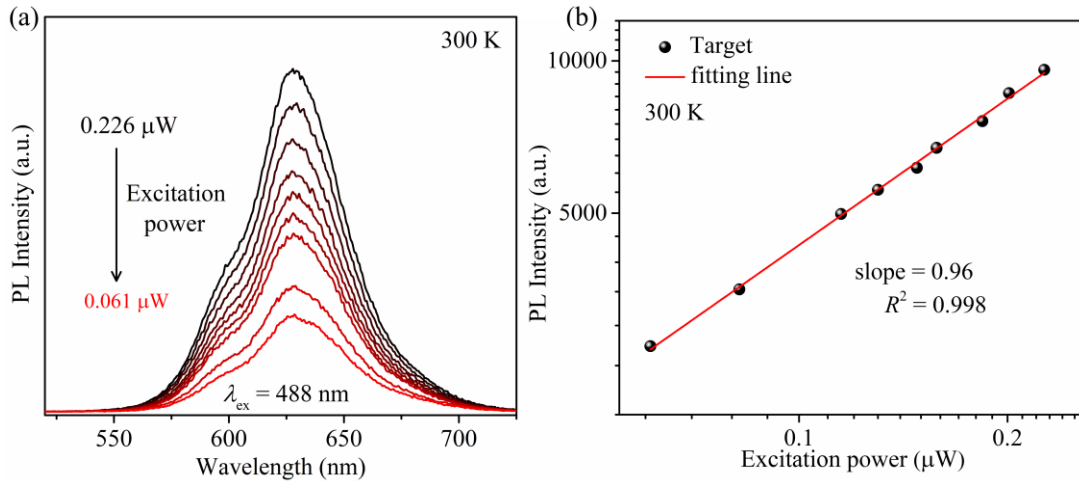 (a)
300 K
0.226 μW
Excitation
power
0.061 μW
λex = 488 nm
PL Intensity (a.u.)
550
600
650
700
Wavelength (nm)
(b)
10000
5000
Target
fitting line
300 K
slope = 0.96
R² = 0.998
PL Intensity (a.u.)
0.1
0.2
Excitation power (μW)